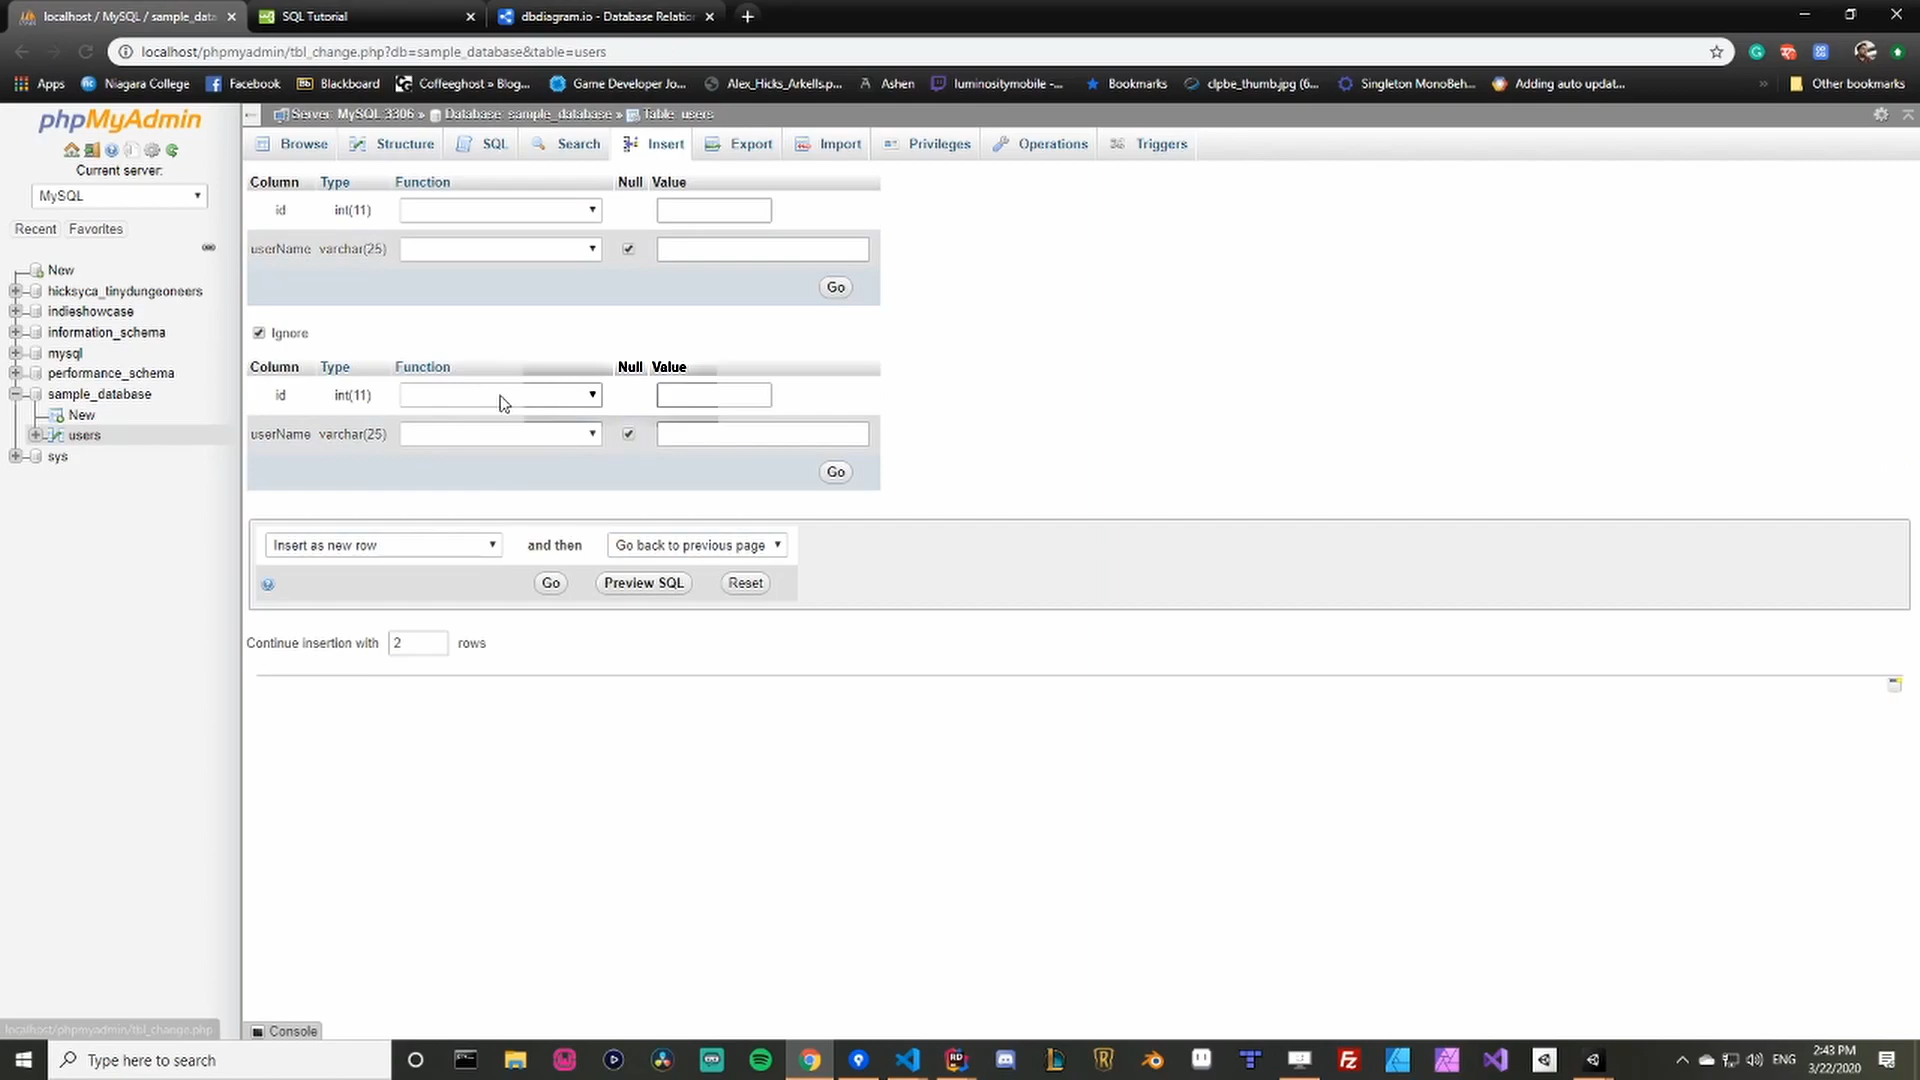 localhost / MySQL / sample_data
SQL Tutorial
dbdiagram.io - Database Relation
localhost/phpmyadmin/tbl_change.php?db=sample_database&table=users
Apps
Niagara College
Facebook
Blackboard
Coffeeghost » Blog...
Game Developer Jo...
Alex_Hicks_Arkells.p...
Ashen
luminositymobile -...
Bookmarks
clpbe_thumb.jpg (6...
Singleton MonoBeh...
Adding auto updat...
Other bookmarks
phpMyAdmin
Current server:
MySQL
Recent Favorites
New
hicksyca_tinydungeoneers
indieshowcase
information_schema
mysql
performance_schema
sample_database
New
users
sys
Server: MySQL 3306 » Database: sample_database » Table: users
Browse Structure SQL Search Insert Export Import Privileges Operations Triggers
Column Type Function Null Value
id int(11)
userName varchar(25)
Go
Ignore
Column Type Function Null Value
id int(11)
userName varchar(25)
Go
Insert as new row and then Go back to previous page
Go Preview SQL Reset
Continue insertion with 2 rows
Console
localhost/phpmyadmin/tbl_change.php
Type here to search
ENG
2:43 PM
3/22/2020